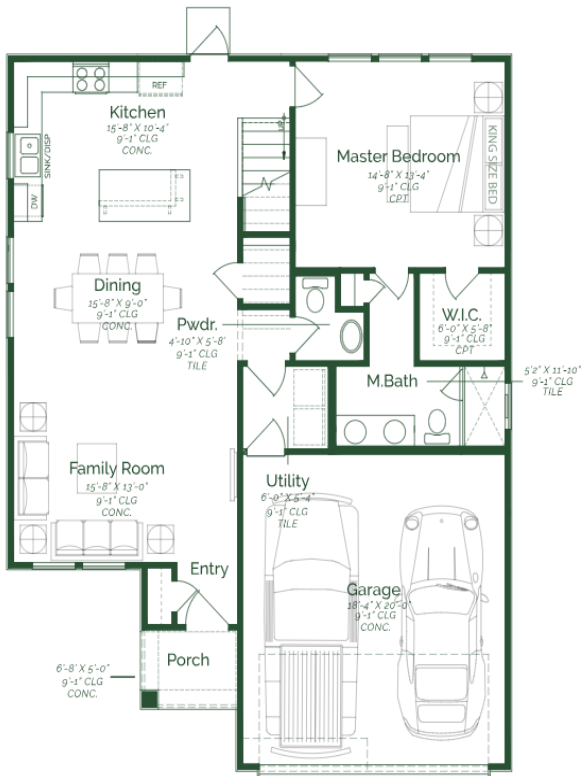 REF
Kitchen
15'-8" X 10'-4"
9'-1" CLG
CONC.
SINK/DISP
DW
UP
Master Bedroom
14'-8" X 13'-4"
9'-1" CLG
CPT
KING SIZE BED
Dining
15'-8" X 9'-0"
9'-1" CLG
CONC.
Pwdr.
4'-10" X 5'-8"
9'-1" CLG
TILE
W.I.C.
6'-0" X 5'-8"
9'-1" CLG
CPT
M.Bath
5'2" X 11'-10"
9'-1" CLG
TILE
Family Room
15'-8" X 13'-0"
9'-1" CLG
CONC.
Utility
6'-0" X 5'-4"
9'-1" CLG
TILE
Entry
Garage
18'-4" X 20'-0"
9'-1" CLG
CONC.
Porch
6'-8' X 5'-0"
9'-1" CLG
CONC.